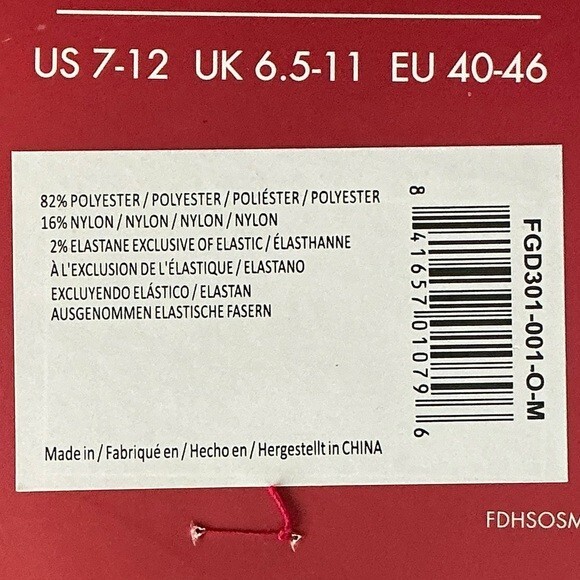 US 7-12 UK 6.5-11 EU 40-46
82% POLYESTER / POLYESTER / POLIÉSTER / POLYESTER
16% NYLON / NYLON / NYLON / NYLON
2% ELASTANE EXCLUSIVE OF ELASTIC / ÉLASTHANNE
À L'EXCLUSION DE L'ÉLASTIQUE / ELASTANO
EXCLUYENDO ELÁSTICO / ELASTAN
AUSGENOMMEN ELASTISCHE FASERN
Made in / Fabriqué en / Hecho en / Hergestellt in CHINA
8 41657 01079 6
FGD301-001-O-M
FDHSOSM